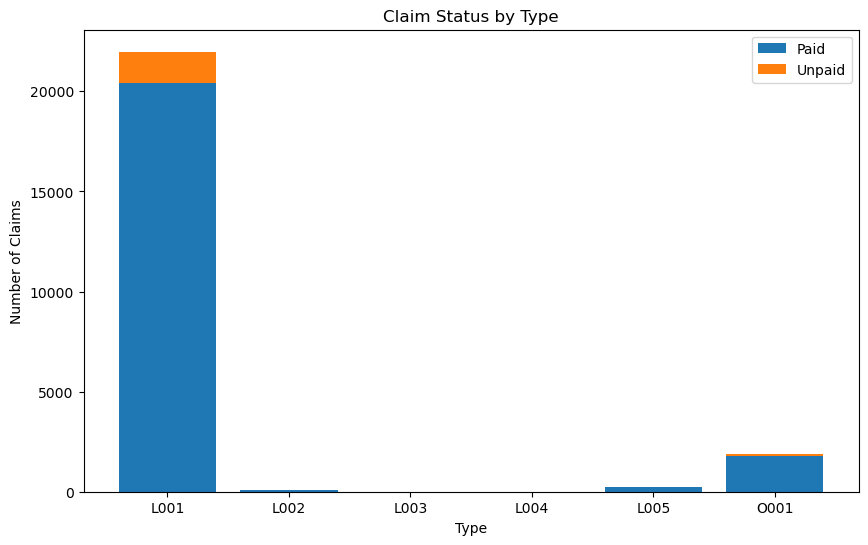 Claim Status by Type
Paid
Unpaid
Number of Claims
20000
15000
10000
5000
0
L001 L002 L003 L004 L005 O001
Type